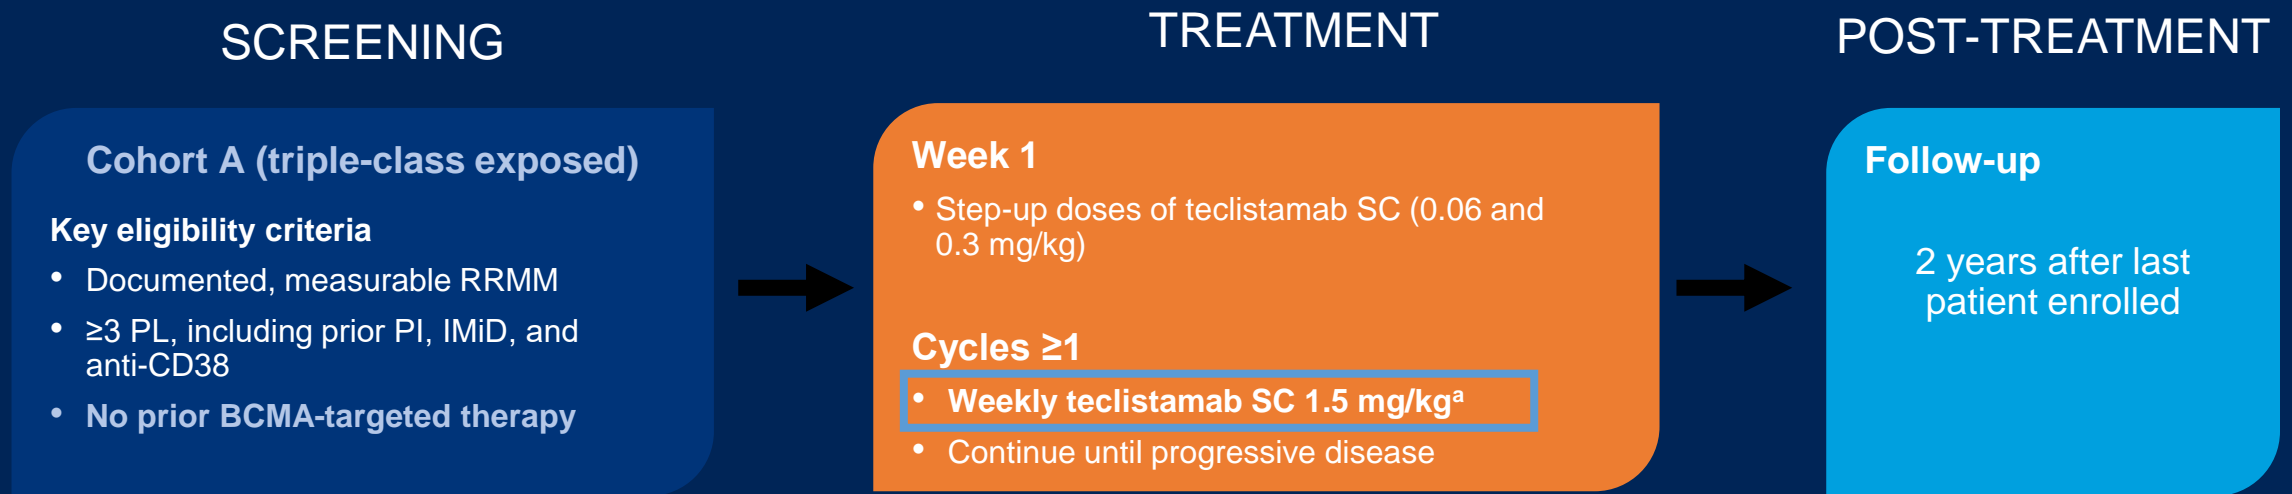 SCREENING
Cohort A (triple-class exposed)
Key eligibility criteria
• Documented, measurable RRMM
• ≥3 PL, including prior PI, IMiD, and
anti-CD38
• No prior BCMA-targeted therapy
TREATMENT
Week 1
• Step-up doses of teclistamab SC (0.06 and
0.3 mg/kg)
Cycles ≥1
• Weekly teclistamab SC 1.5 mg/kgᵃ
• Continue until progressive disease
POST-TREATMENT
Follow-up
2 years after last
patient enrolled